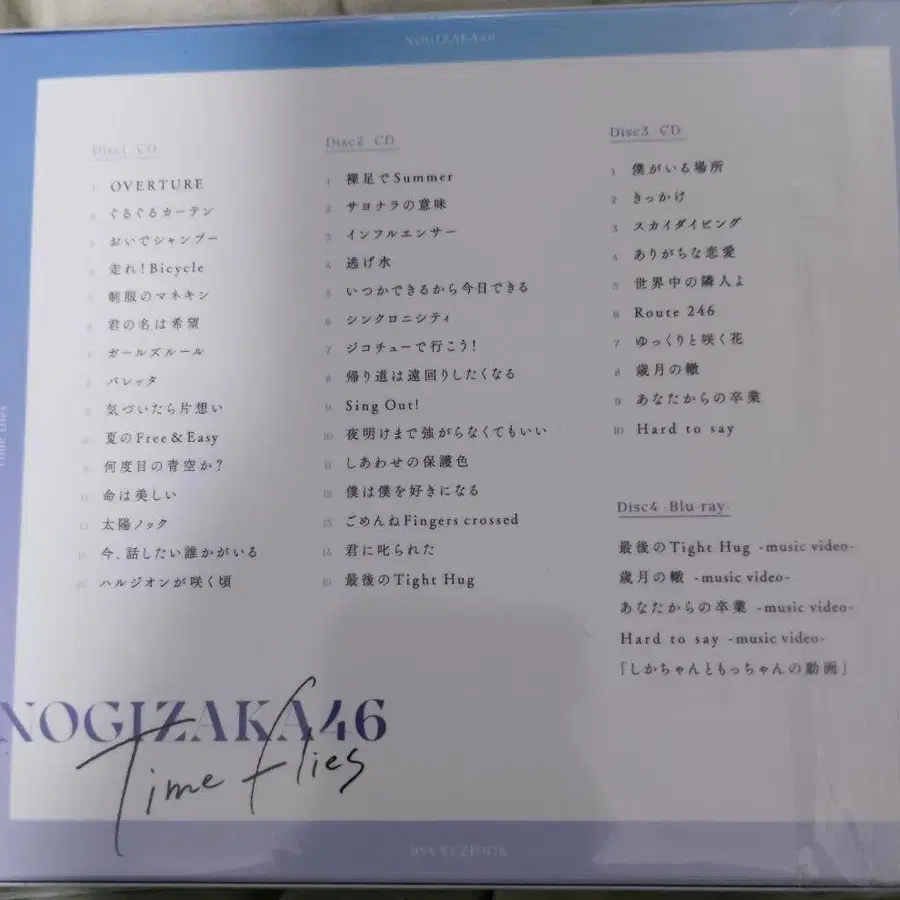 NOGIZAKA46
Disc1 CD
1 OVERTURE
2 ぐるぐるカーテン
3 おいでシャンプー
4 走れ!Bicycle
5 制服のマネキン
6 君の名は希望
7 ガールズルール
8 バレッタ
9 気づいたら片想い
10 夏のFree&Easy
11 何度目の青空か?
12 命は美しい
13 太陽ノック
14 今、話したい誰かがいる
15 ハルジオンが咲く頃
Disc2 CD
1 裸足でSummer
2 サヨナラの意味
3 インフルエンサー
4 逃げ水
5 いつかできるから今日できる
6 シンクロニシティ
7 ジコチューで行こう!
8 帰り道は遠回りしたくなる
9 Sing Out!
10 夜明けまで強がらなくてもいい
11 しあわせの保護色
12 僕は僕を好きになる
13 ごめんねFingers crossed
14 君に叱られた
15 最後のTight Hug
Disc3 CD
1 僕がいる場所
2 きっかけ
3 スカイダイビング
4 ありがちな恋愛
5 世界中の隣人よ
6 Route 246
7 ゆっくりと咲く花
8 歳月の轍
9 あなたからの卒業
10 Hard to say
Disc4 -Blu-ray-
最後のTight Hug -music video-
歳月の轍 -music video-
あなたからの卒業 -music video-
Hard to say -music video-
「しかちゃんともっちゃんの動画」
NOGIZAKA46
Time flies
NOGIZAKA46